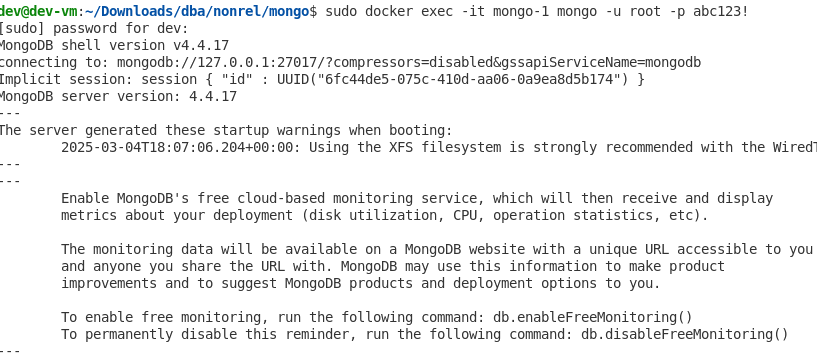 dev@dev-vm:~/Downloads/dba/nonrel/mongo$ sudo docker exec -it mongo-1 mongo -u root -p abc123!
[sudo] password for dev:
MongoDB shell version v4.4.17
connecting to: mongodb://127.0.0.1:27017/?compressors=disabled&gssapiServiceName=mongodb
Implicit session: session { "id" : UUID("6fc44de5-075c-410d-aa06-0a9ea8d5b174") }
MongoDB server version: 4.4.17
---
The server generated these startup warnings when booting:
        2025-03-04T18:07:06.204+00:00: Using the XFS filesystem is strongly recommended with the WiredT
---
---
        Enable MongoDB's free cloud-based monitoring service, which will then receive and display
        metrics about your deployment (disk utilization, CPU, operation statistics, etc).

        The monitoring data will be available on a MongoDB website with a unique URL accessible to you
        and anyone you share the URL with. MongoDB may use this information to make product
        improvements and to suggest MongoDB products and deployment options to you.

        To enable free monitoring, run the following command: db.enableFreeMonitoring()
        To permanently disable this reminder, run the following command: db.disableFreeMonitoring()
---